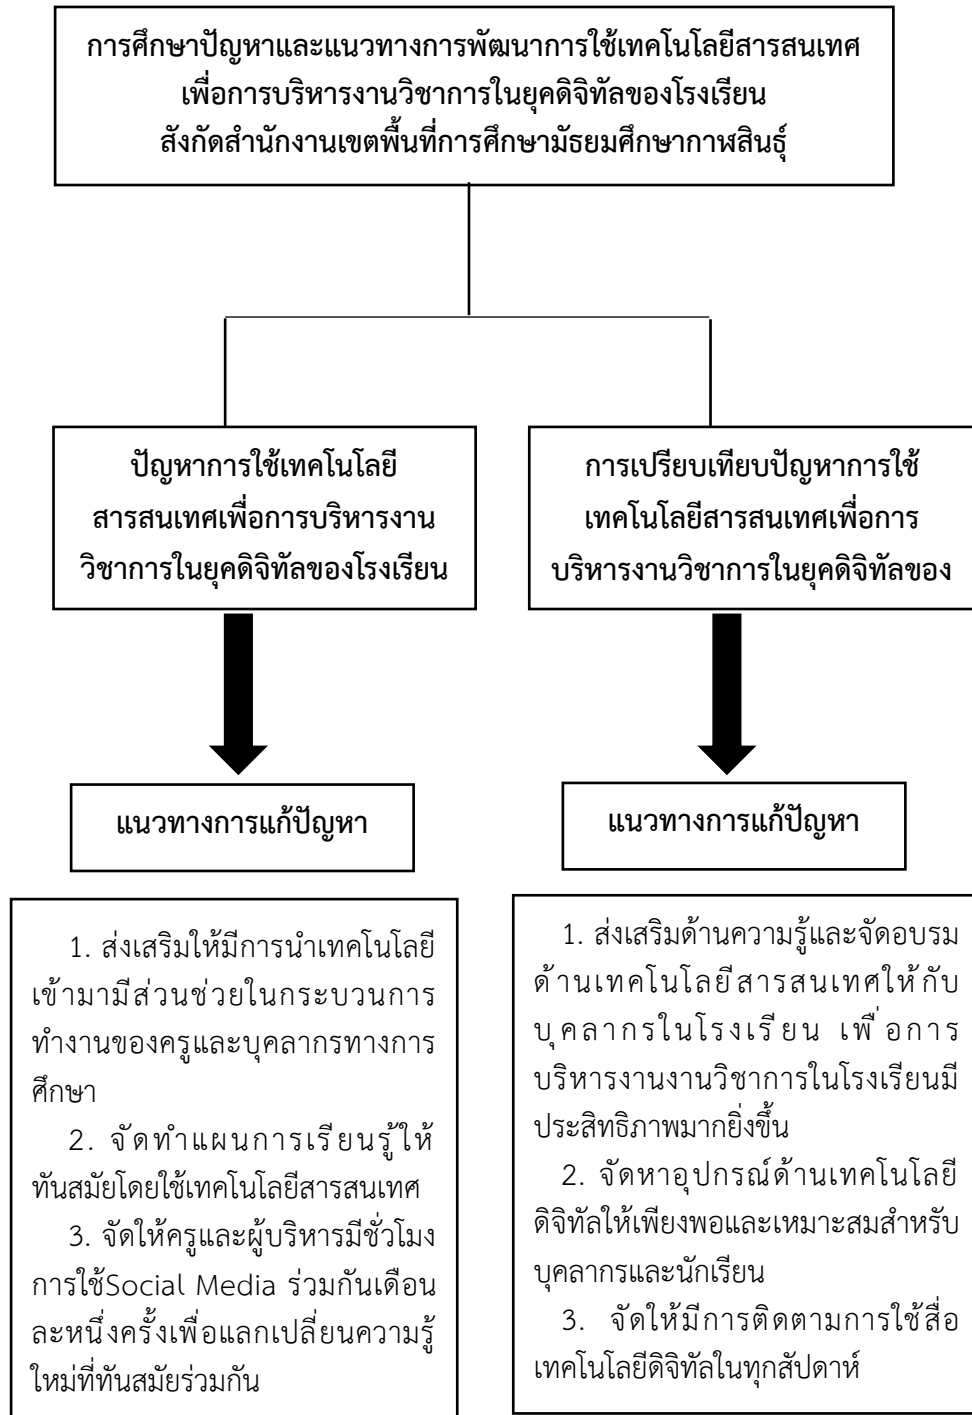 การศึกษาปัญหาและแนวทางการพัฒนาการใช้เทคโนโลยีสารสนเทศ
เพื่อการบริหารงานวิชาการในยุคดิจิทัลของโรงเรียน
สังกัดสำนักงานเขตพื้นที่การศึกษามัธยมศึกษากาฬสินธุ์
ปัญหาการใช้เทคโนโลยี
สารสนเทศเพื่อการบริหารงาน
วิชาการในยุคดิจิทัลของโรงเรียน
การเปรียบเทียบปัญหาการใช้
เทคโนโลยีสารสนเทศเพื่อการ
บริหารงานวิชาการในยุคดิจิทัลของ
แนวทางการแก้ปัญหา
แนวทางการแก้ปัญหา
1. ส่งเสริมให้มีการนำเทคโนโลยี
เข้ามามีส่วนช่วยในกระบวนการ
ทำงานของครูและบุคลากรทางการ
ศึกษา
2. จัดทำแผนการเรียนรู้ให้
ทันสมัยโดยใช้เทคโนโลยีสารสนเทศ
3. จัดให้ครูและผู้บริหารมีชั่วโมง
การใช้Social Media ร่วมกันเดือน
ละหนึ่งครั้งเพื่อแลกเปลี่ยนความรู้
ใหม่ที่ทันสมัยร่วมกัน
1. ส่งเสริมด้านความรู้และจัดอบรม
ด้านเทคโนโลยีสารสนเทศให้กับ
บุคลากรในโรงเรียน เพื่อการ
บริหารงานงานวิชาการในโรงเรียนมี
ประสิทธิภาพมากยิ่งขึ้น
2. จัดหาอุปกรณ์ด้านเทคโนโลยี
ดิจิทัลให้เพียงพอและเหมาะสมสำหรับ
บุคลากรและนักเรียน
3. จัดให้มีการติดตามการใช้สื่อ
เทคโนโลยีดิจิทัลในทุกสัปดาห์